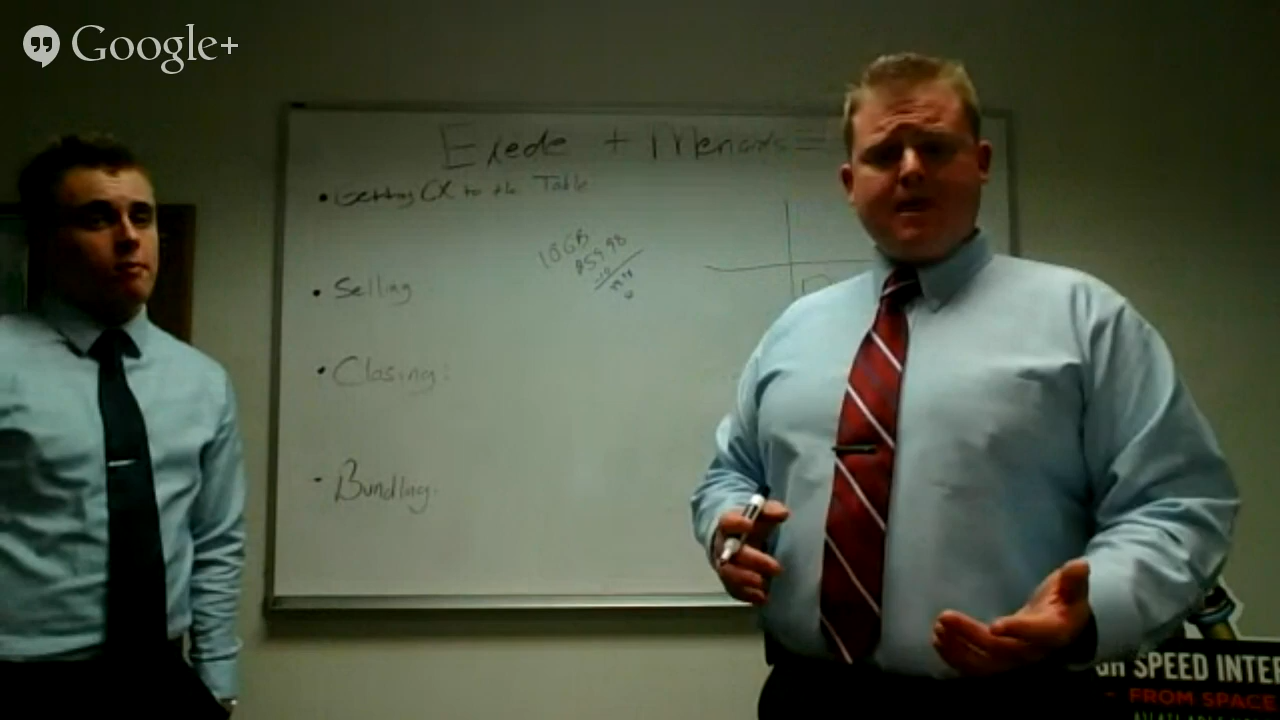 Google+
Exede + Menards =
• Getting CX to the Table
10GB
$59.98
• Selling
• Closing:
- Bundling:
GH SPEED INTER
FROM SPACE